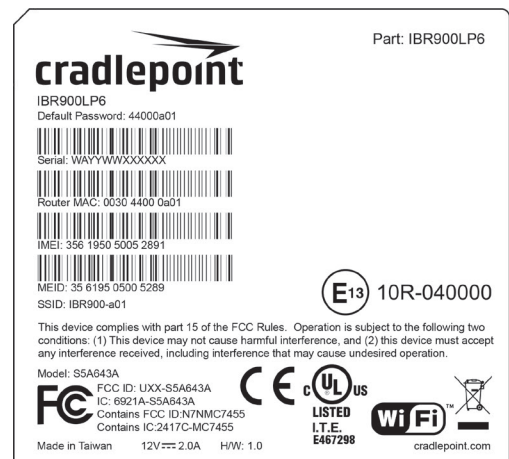 cradlepoint
Part: IBR900LP6
IBR900LP6
Default Password: 44000a01
Serial: WAYYWWXXXXXX
Router MAC: 0030 4400 0a01
IMEI: 356 1950 5005 2891
MEID: 35 6195 0500 5289
SSID: IBR900-a01
E13 10R-040000
This device complies with part 15 of the FCC Rules. Operation is subject to the following two
conditions: (1) This device may not cause harmful interference, and (2) this device must accept
any interference received, including interference that may cause undesired operation.
Model: S5A643A
FCC ID: UXX-S5A643A
IC: 6921A-S5A643A
Contains FCC ID:N7NMC7455
Contains IC:2417C-MC7455
FC
CE
C UL US
LISTED
I.T.E.
E467298
Wi Fi ™
Made in Taiwan 12V⎓ 2.0A H/W: 1.0
cradlepoint.com